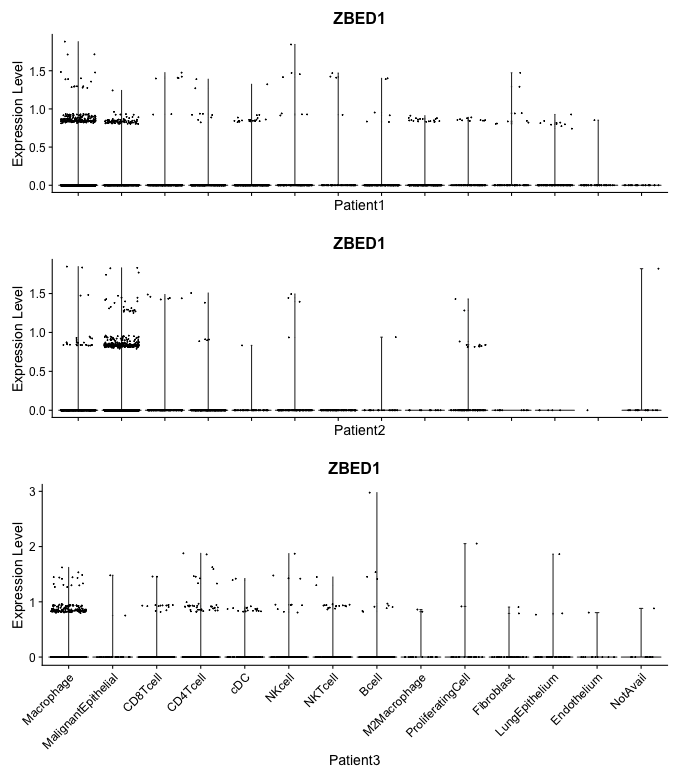 ZBED1
Expression Level
1.5
1.0
0.5
0.0
Patient1
ZBED1
Expression Level
1.5
1.0
0.5
0.0
Patient2
ZBED1
Expression Level
3
2
1
0
Macrophage
MalignantEpithelial
CD8Tcell
CD4Tcell
cDC
NKcell
NKTcell
Bcell
M2Macrophage
ProliferatingCell
Fibroblast
LungEpithelium
Endothelium
NotAvail
Patient3